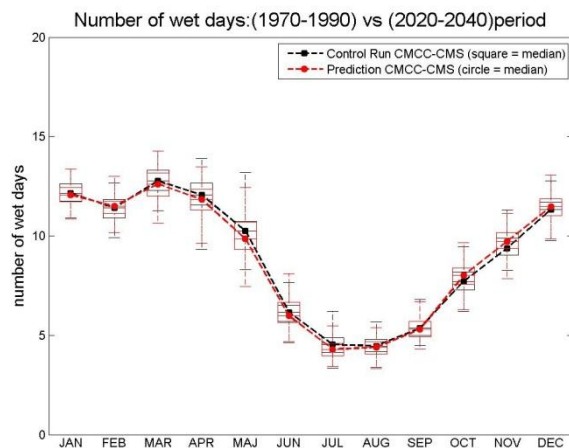 Number of wet days:(1970-1990) vs (2020-2040)period
20
Control Run CMCC-CMS (square = median)
Prediction CMCC-CMS (circle = median)
15
number of wet days
10
5
0
JAN FEB MAR APR MAJ JUN JUL AUG SEP OCT NOV DEC